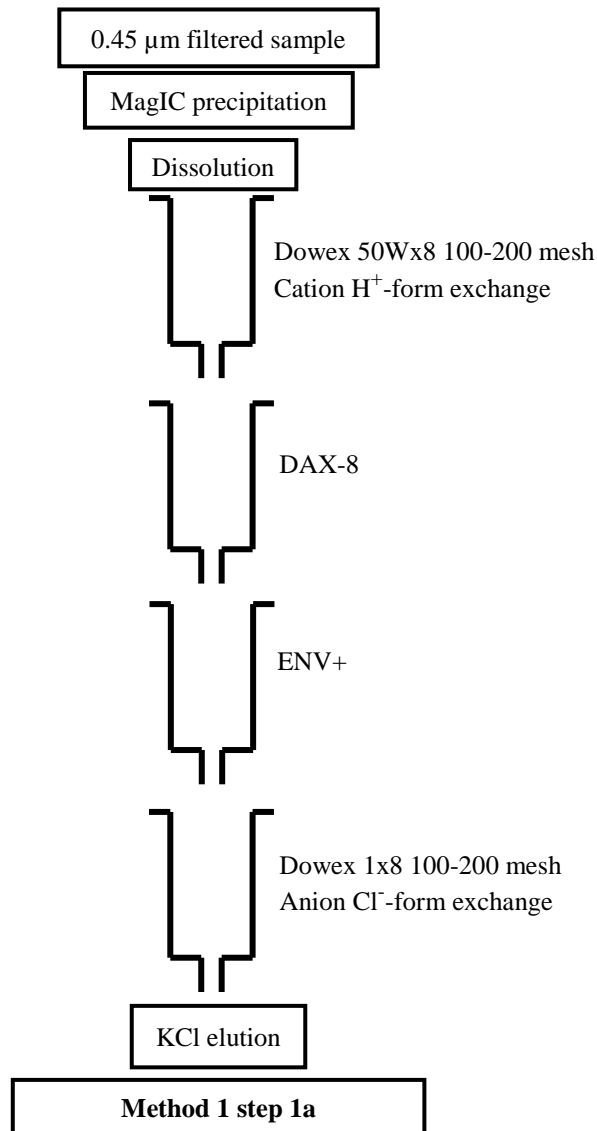 0.45 µm filtered sample
MagIC precipitation
Dissolution
Dowex 50Wx8 100-200 mesh
Cation H⁺-form exchange
DAX-8
ENV+
Dowex 1x8 100-200 mesh
Anion Cl⁻-form exchange
KCl elution
Method 1 step 1a